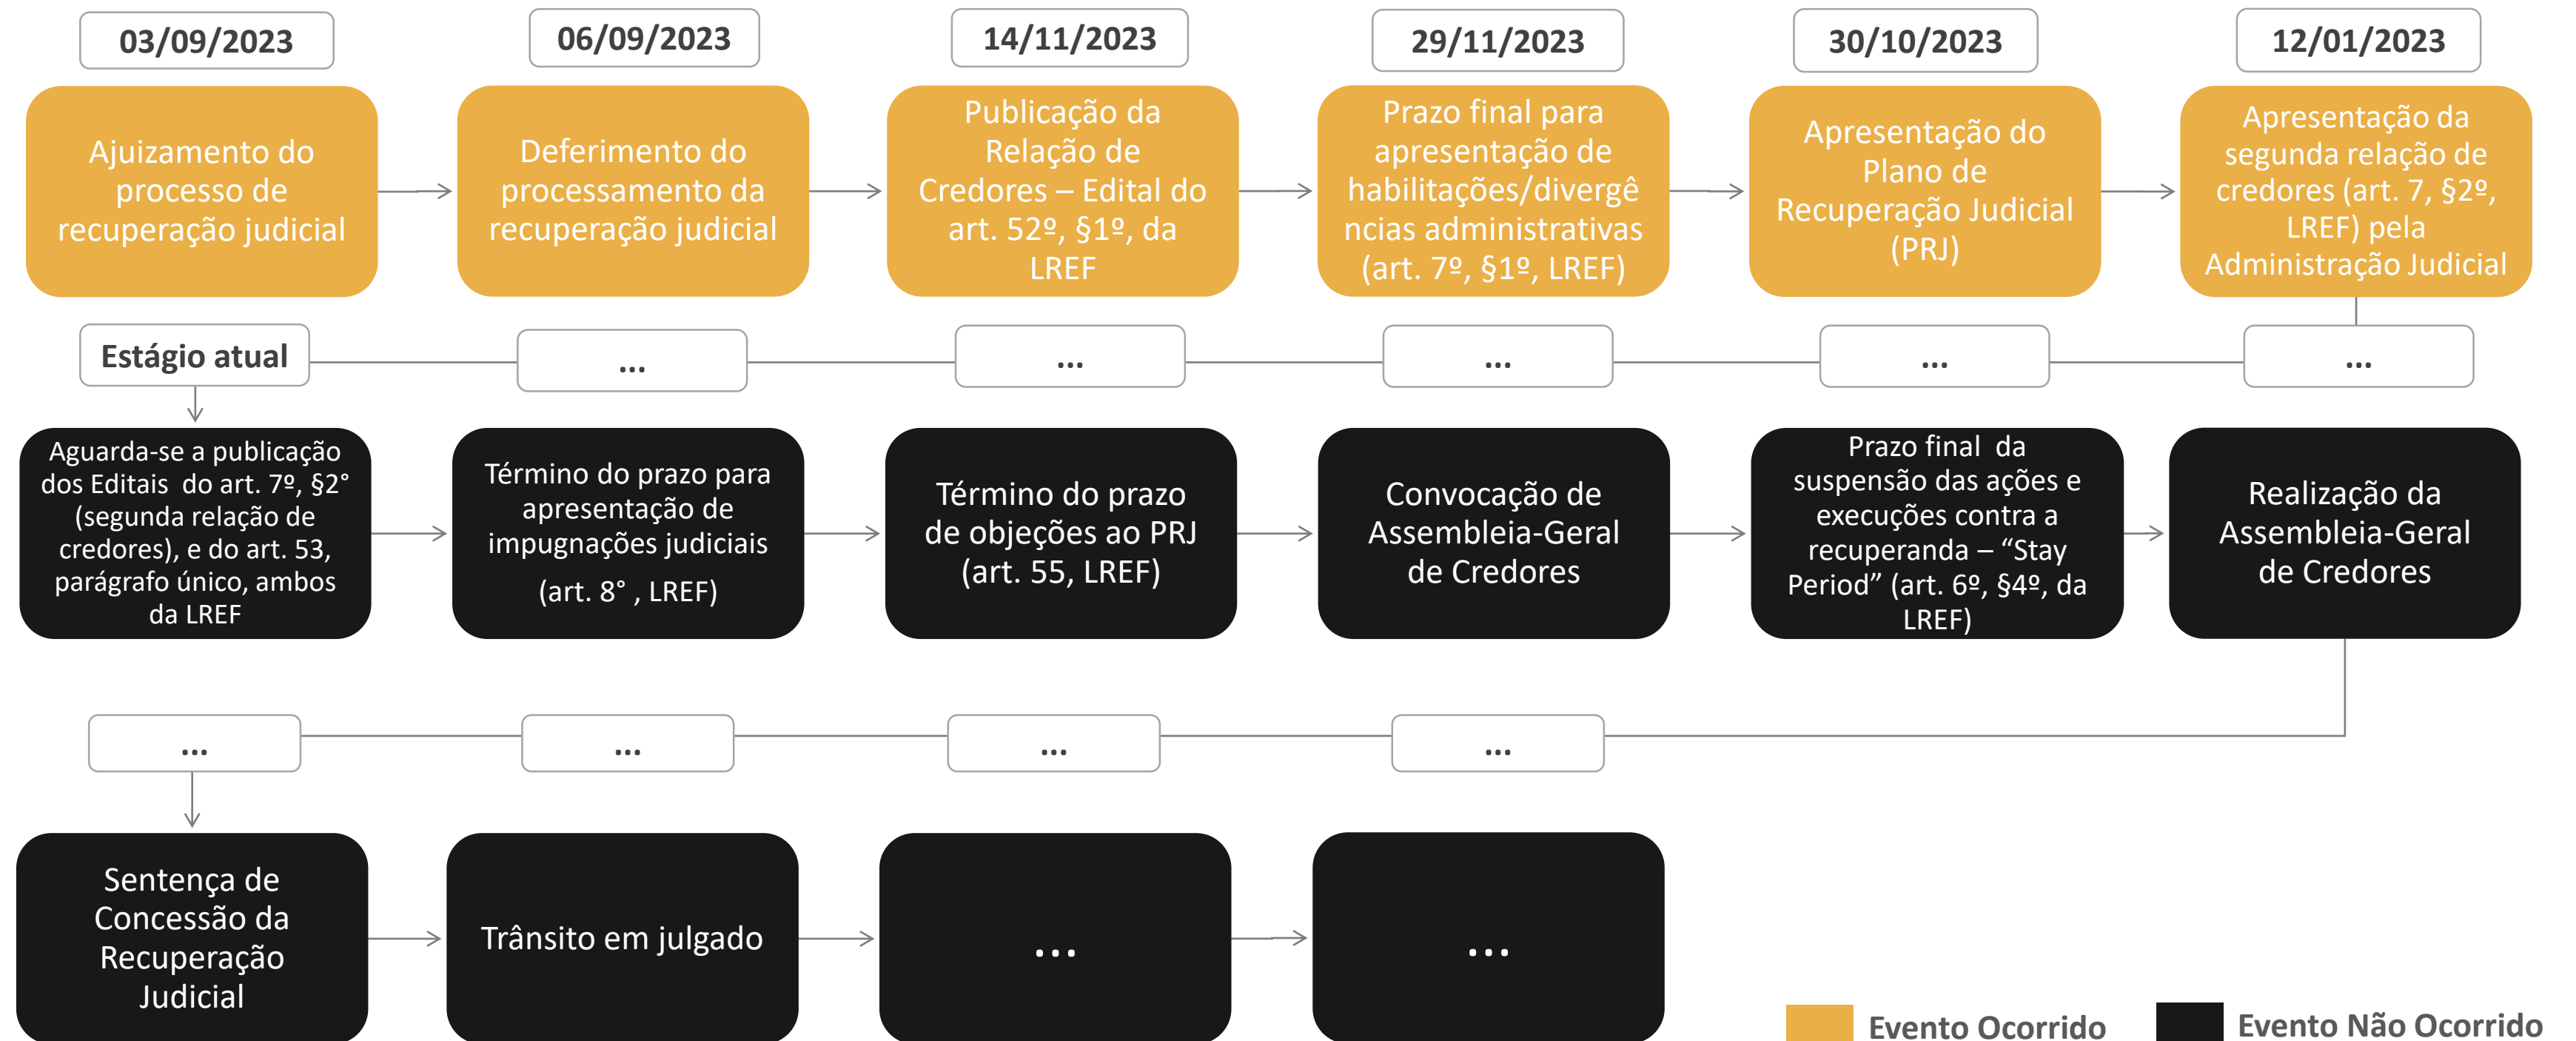 03/09/2023
06/09/2023
14/11/2023
29/11/2023
30/10/2023
12/01/2023
Ajuizamento do
processo de
recuperação judicial
Deferimento do
processamento da
recuperação judicial
Publicação da
Relação de
Credores – Edital do
art. 52º, §1º, da
LREF
Prazo final para
apresentação de
habilitações/divergê
ncias administrativas
(art. 7º, §1º, LREF)
Apresentação do
Plano de
Recuperação Judicial
(PRJ)
Apresentação da
segunda relação de
credores (art. 7, §2º,
LREF) pela
Administração Judicial
Estágio atual
...
...
...
...
...
Aguarda-se a publicação
dos Editais do art. 7º, §2°
(segunda relação de
credores), e do art. 53,
parágrafo único, ambos
da LREF
Término do prazo para
apresentação de
impugnações judiciais
(art. 8° , LREF)
Término do prazo
de objeções ao PRJ
(art. 55, LREF)
Convocação de
Assembleia-Geral
de Credores
Prazo final da
suspensão das ações e
execuções contra a
recuperanda – “Stay
Period” (art. 6º, §4º, da
LREF)
Realização da
Assembleia-Geral
de Credores
...
...
...
...
Sentença de
Concessão da
Recuperação
Judicial
Trânsito em julgado
...
...
Evento Ocorrido
Evento Não Ocorrido